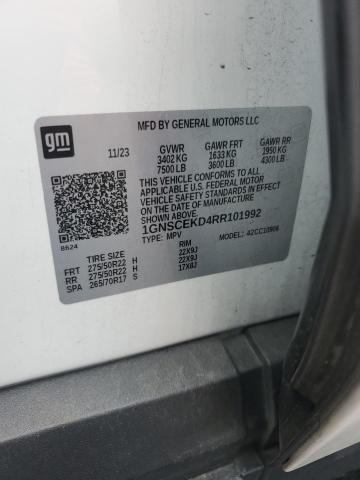 gm
MFD BY GENERAL MOTORS LLC
11/23 GVWR GAWR FRT GAWR RR
3402 KG 1633 KG 1950 KG
7500 LB 3600 LB 4300 LB
THIS VEHICLE CONFORMS TO ALL
APPLICABLE U.S. FEDERAL MOTOR
VEHICLE SAFETY STANDARDS IN
EFFECT ON THE DATE OF MANUFACTURE
SHOWN ABOVE.
1GNSCEKD4RR101992
TYPE: MPV MODEL: 42CC10906
8624
TIRE SIZE RIM
FRT 275/50R22 H 22X9J
RR 275/50R22 H 22X9J
SPA 265/70R17 S 17X8J